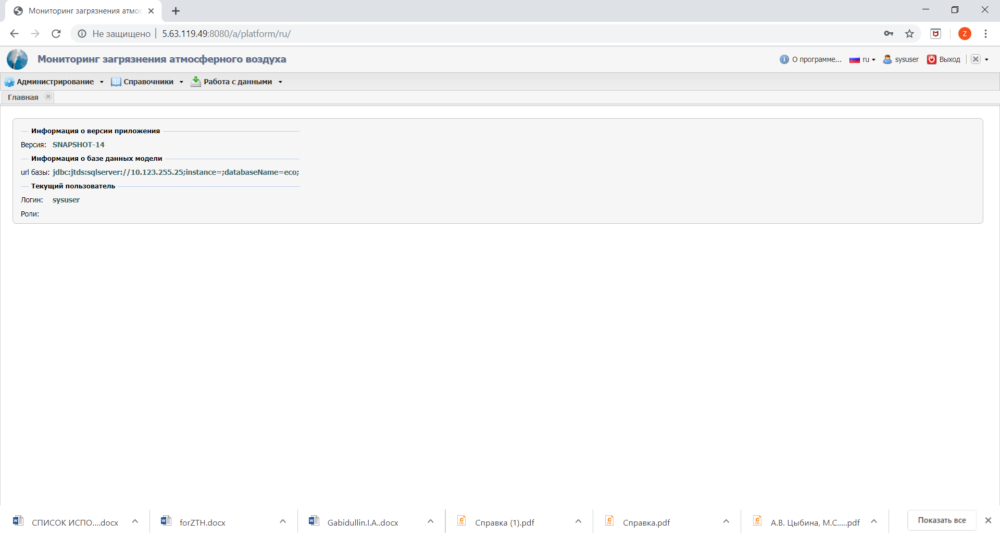 Мониторинг загрязнения атмос
Не защищено
5.63.119.49:8080/a/platform/ru/
Z
Мониторинг загрязнения атмосферного воздуха
О программе...
ru
sysuser
Выход
Администрирование
Справочники
Работа с данными
Главная
Информация о версии приложения
Версия: SNAPSHOT-14
Информация о базе данных модели
url базы: jdbc:jtds:sqlserver://10.123.255.25;instance=;databaseName=eco;
Текущий пользователь
Логин: sysuser
Роли:
СПИСОК ИСПО....docx
forZTH.docx
Gabidullin.I.A..docx
Справка (1).pdf
Справка.pdf
А.В. Цыбина, М.С.....pdf
Показать все